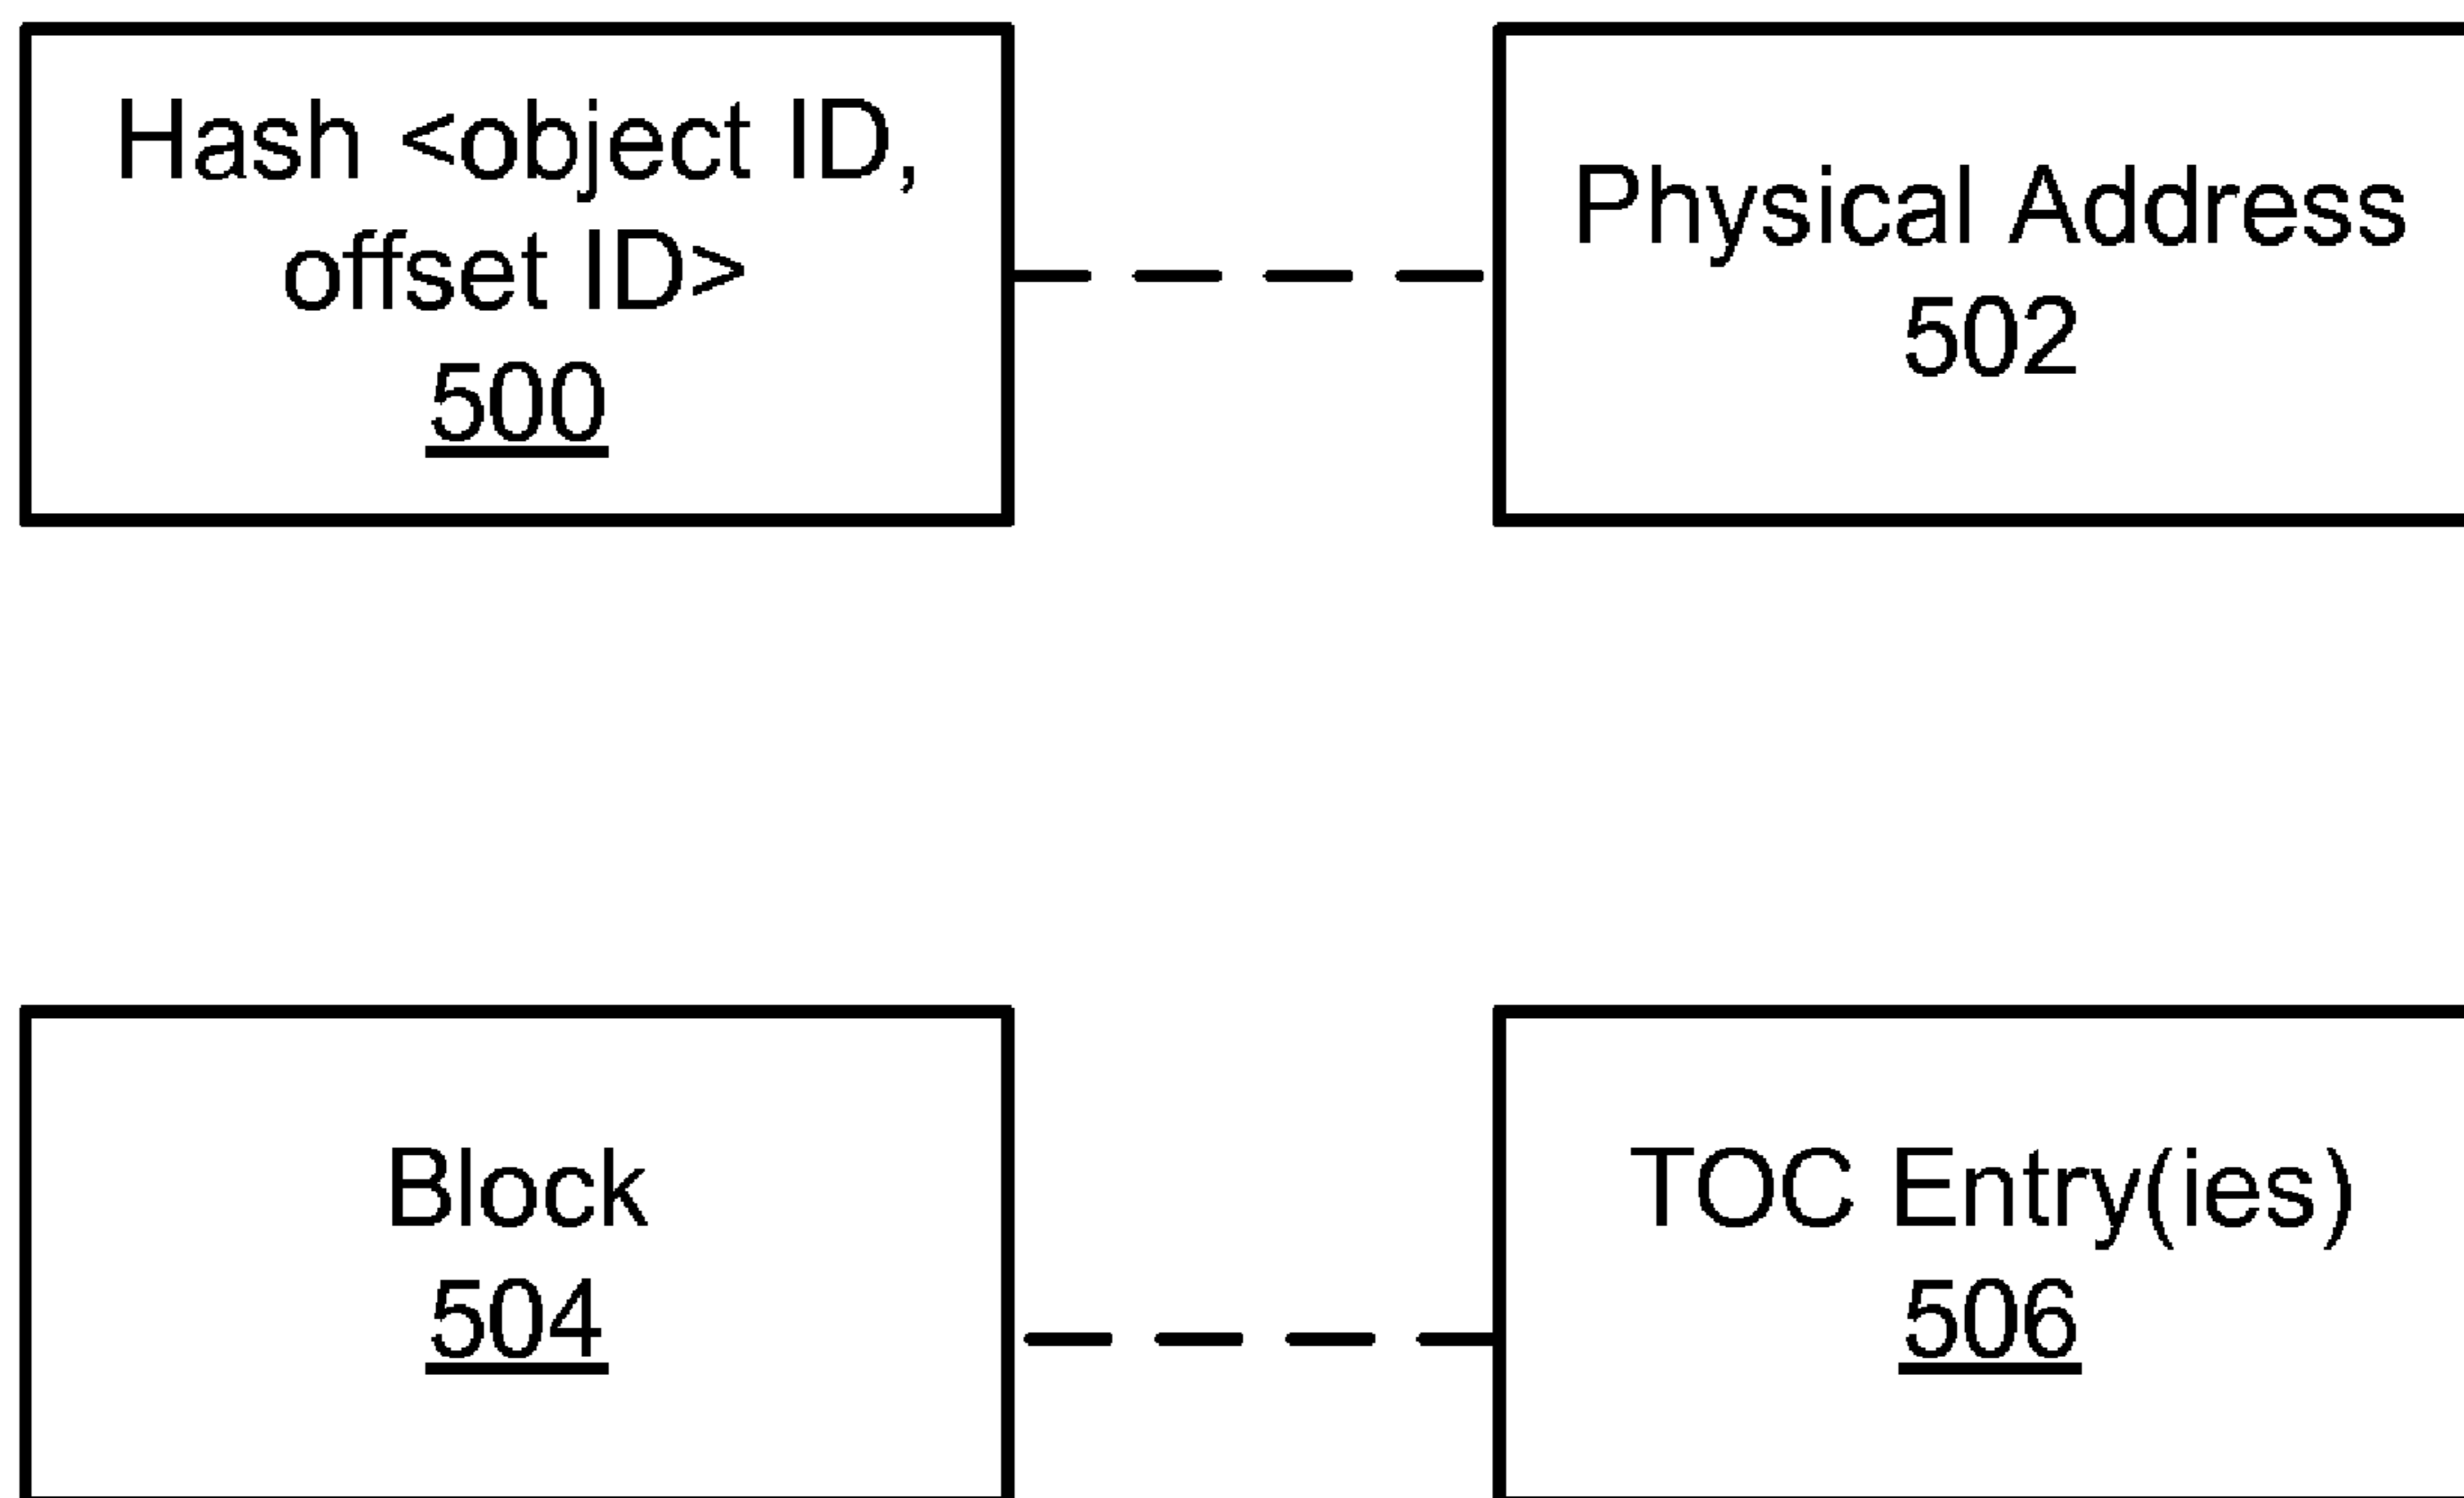 Hash <object ID,
offset ID>
500
Physical Address
502
Block
504
TOC Entry(ies)
506